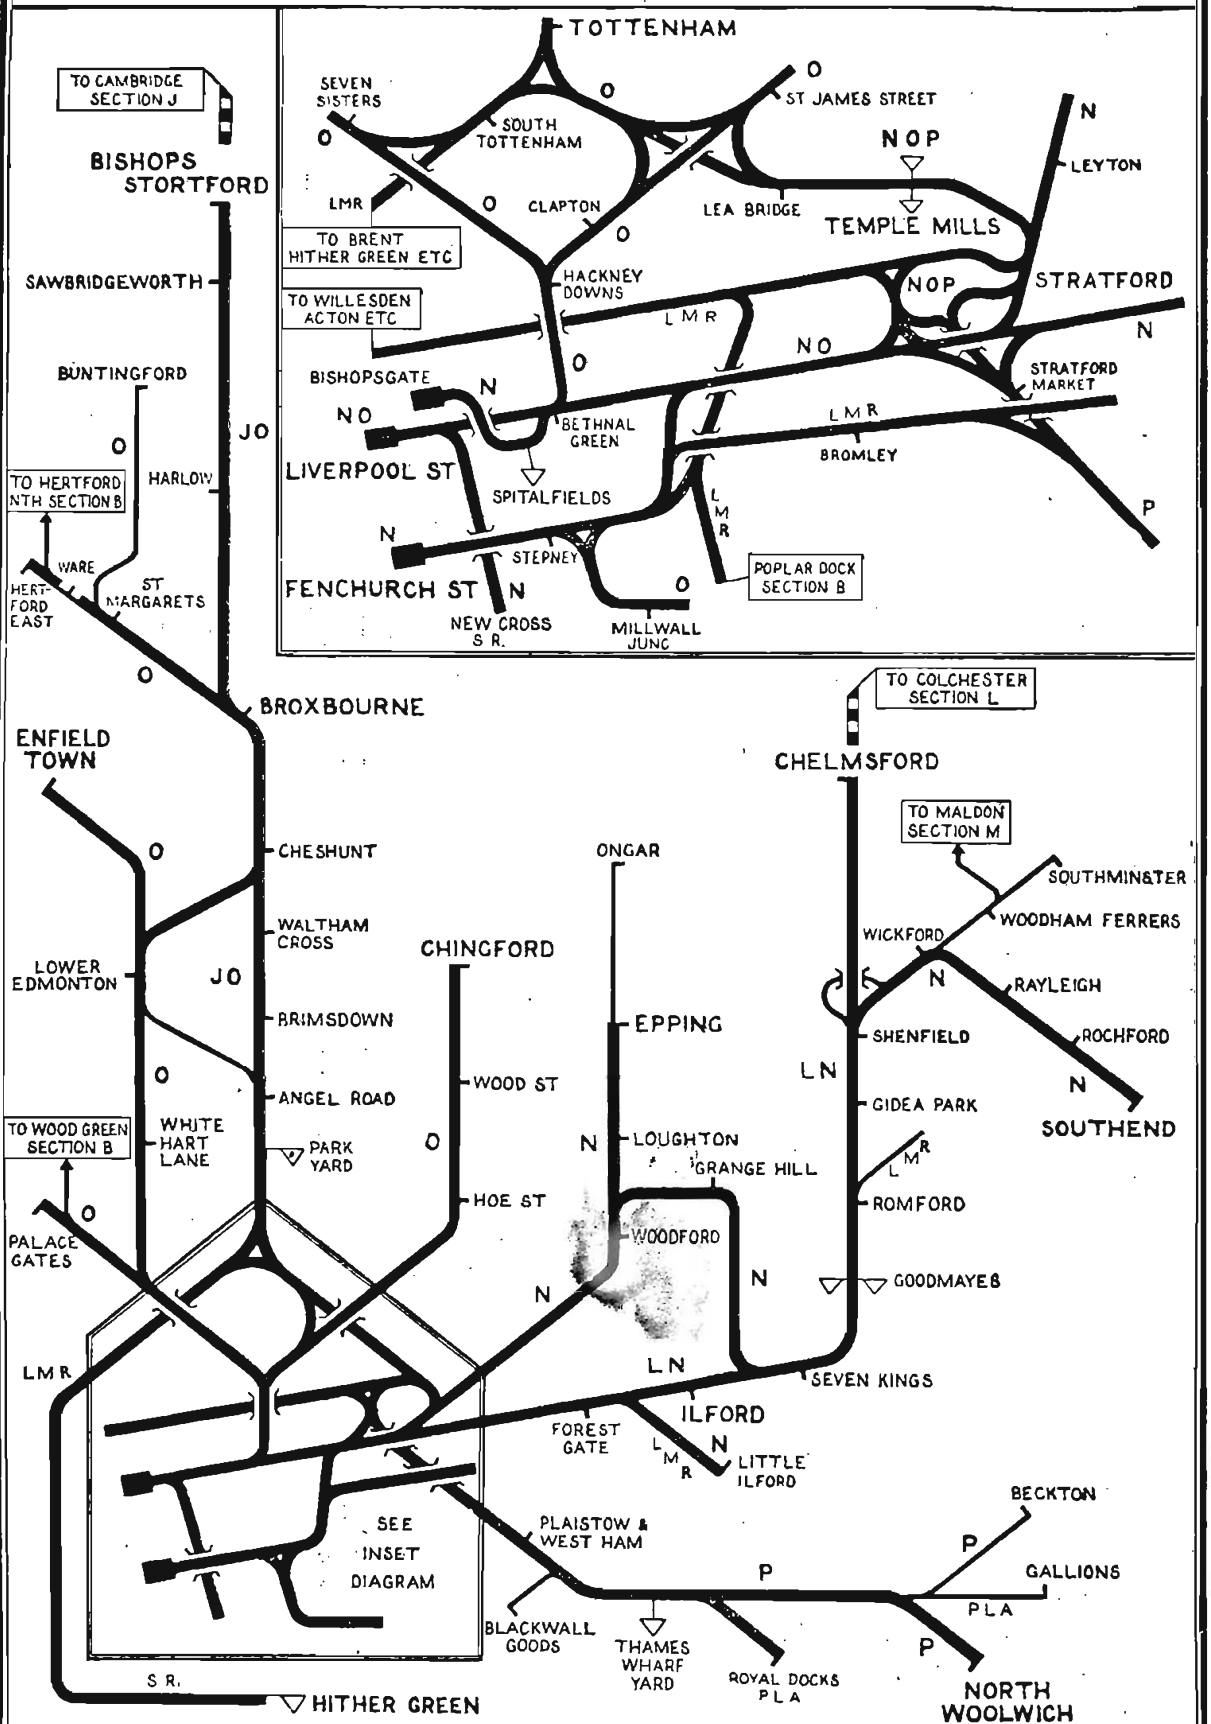 TOTTENHAM
TO CAMBRIDGE
SECTION J
SEVEN
SISTERS
O
O
O
ST JAMES STREET
SOUTH
TOTTENHAM
N
NOP
LEYTON
BISHOPS
STORTFORD
LMR
O
CLAPTON
LEA BRIDGE
TEMPLE MILLS
TO BRENT
HITHER GREEN ETC
O
HACKNEY
DOWNS
NOP
STRATFORD
SAWBRIDGEWORTH
TO WILLESDEN
ACTON ETC
LMR
N
NO
O
BUNTINGFORD
BISHOPSGATE
N
STRATFORD
MARKET
NO
LMR
BETHNAL
GREEN
BROMLEY
O
JO
LIVERPOOL ST
SPITALFIELDS
TO HERTFORD
NTH SECTION B
HARLOW
L
M
R
P
N
STEPNEY
WARE
ST
MARGARETS
HERT-
FORD
EAST
FENCHURCH ST
N
O
POPLAR DOCK
SECTION B
NEW CROSS
S R.
MILLWALL
JUNC
O
TO COLCHESTER
SECTION L
BROXBOURNE
ENFIELD
TOWN
CHELMSFORD
TO MALDON
SECTION M
O
CHESHUNT
ONGAR
SOUTHMINSTER
WOODHAM FERRERS
WALTHAM
CROSS
CHINGFORD
WICKFORD
LOWER
EDMONTON
JO
N
RAYLEIGH
BRIMSDOWN
EPPING
SHENFIELD
ROCHFORD
O
WOOD ST
LN
N
ANGEL ROAD
GIDEA PARK
SOUTHEND
TO WOOD GREEN
SECTION B
WHITE
HART
LANE
PARK
YARD
O
N
LOUGHTON
GRANGE HILL
LMR
O
HOE ST
ROMFORD
PALACE
GATES
WOODFORD
N
N
GOODMAYES
LMR
LN
SEVEN KINGS
ILFORD
FOREST
GATE
L
M
R
N
LITTLE
ILFORD
BECKTON
SEE
INSET
DIAGRAM
PLAISTOW &
WEST HAM
P
P
GALLIONS
PLA
BLACKWALL
GOODS
THAMES
WHARF
YARD
P
ROYAL DOCKS
PLA
NORTH
WOOLWICH
S R.
HITHER GREEN